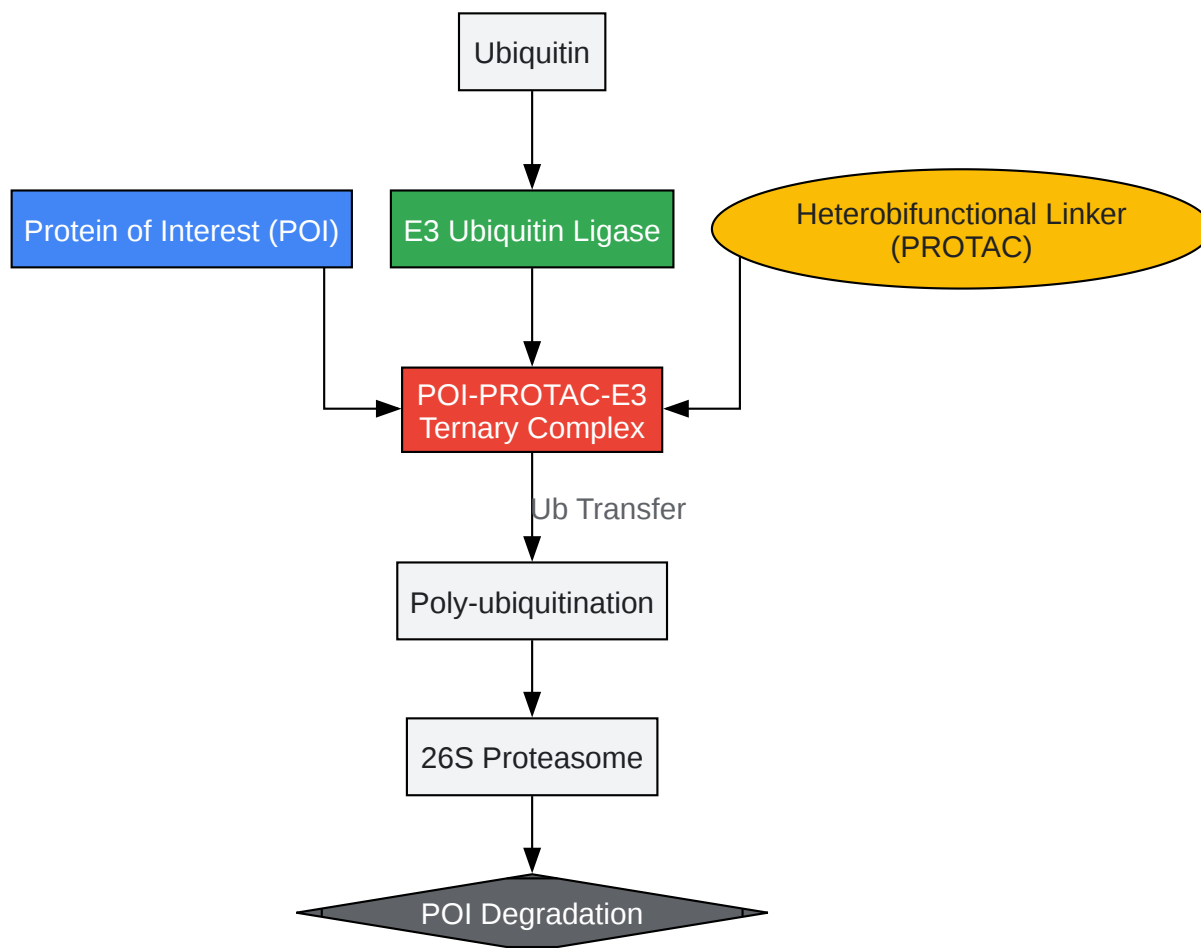 Ubiquitin
Protein of Interest (POI)
E3 Ubiquitin Ligase
Heterobifunctional Linker
(PROTAC)
POI-PROTAC-E3
Ternary Complex
Ub Transfer
Poly-ubiquitination
26S Proteasome
POI Degradation